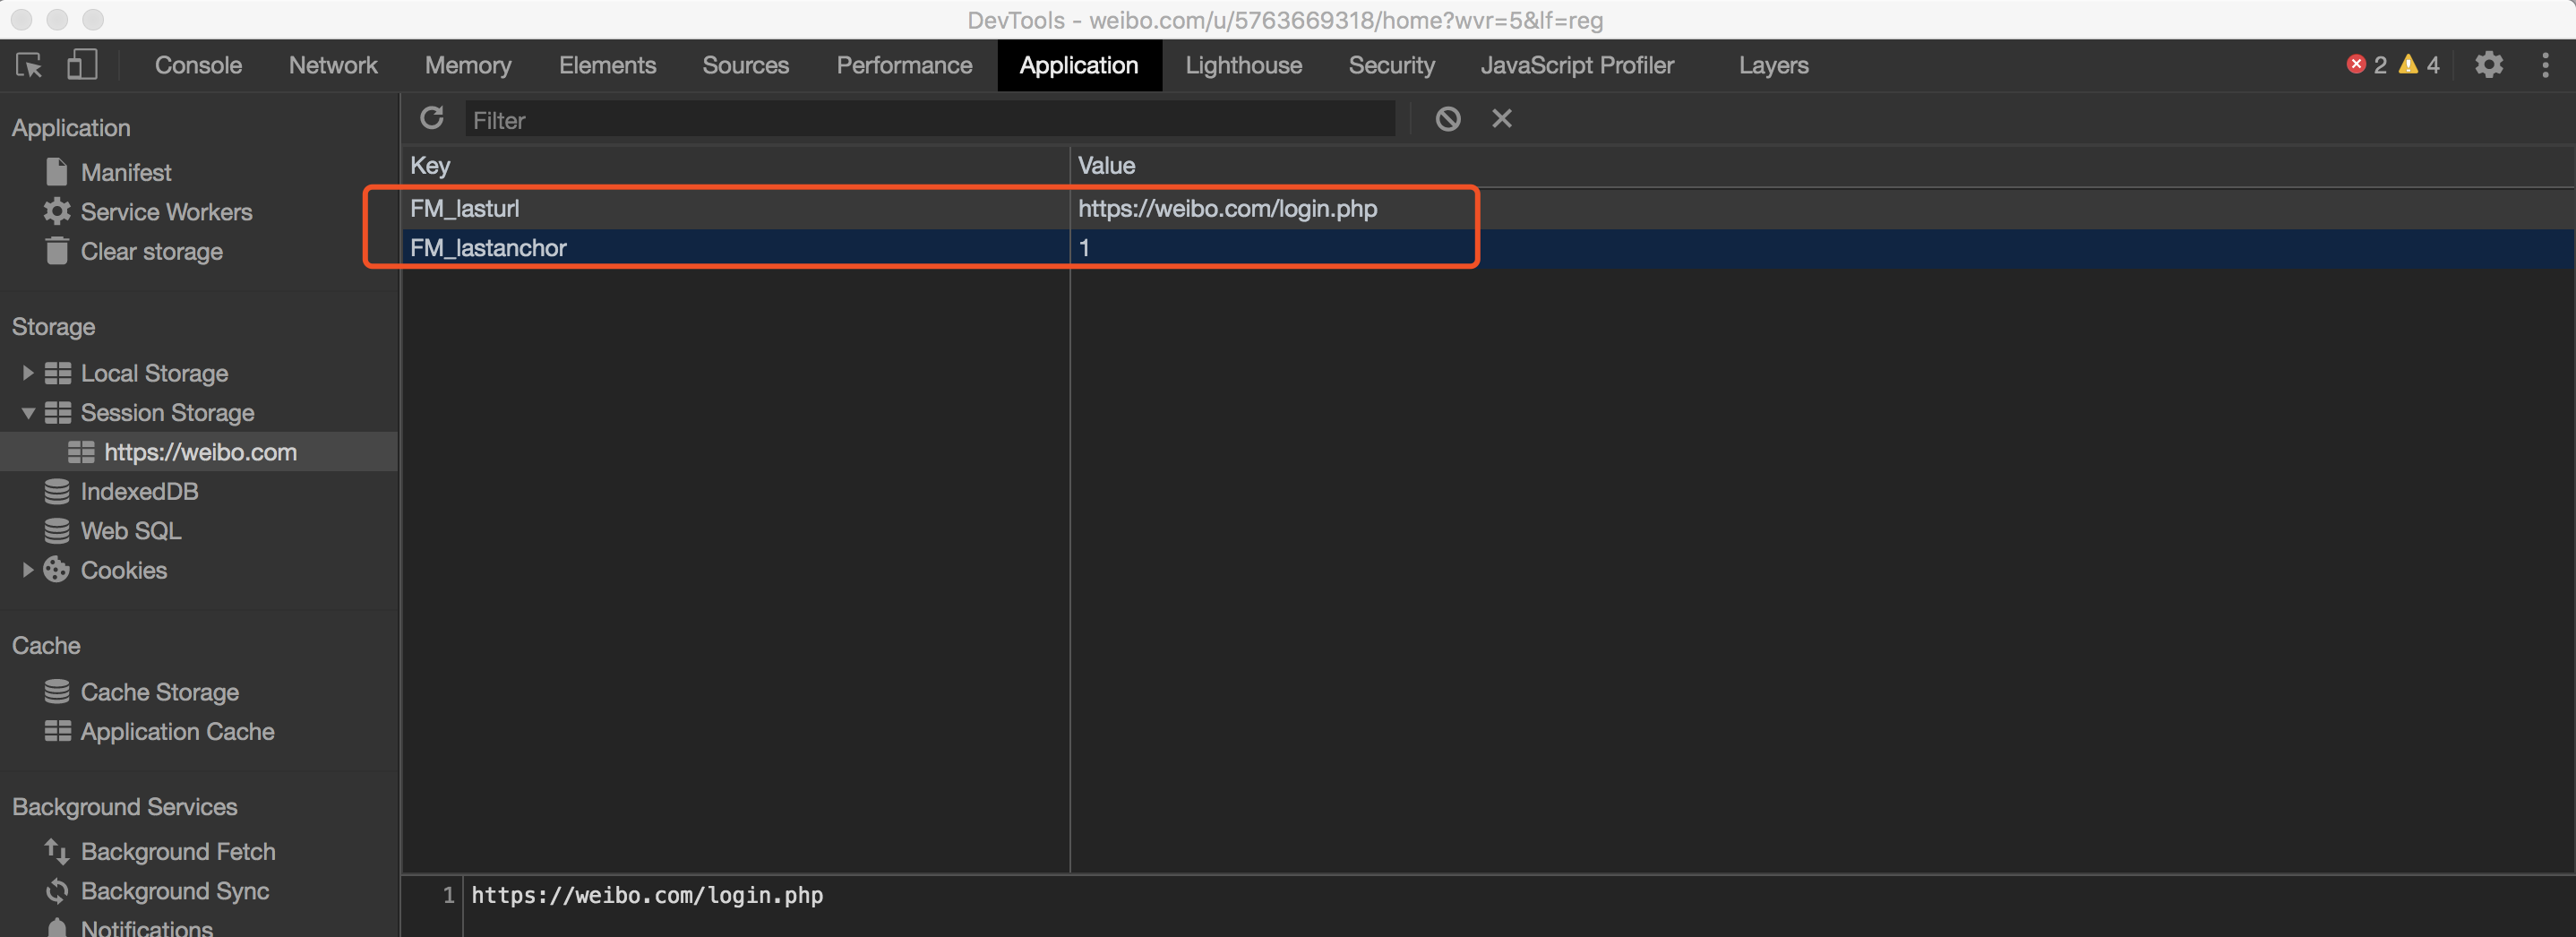 DevTools - weibo.com/u/5763669318/home?wvr=5&lf=reg
Console Network Memory Elements Sources Performance Application Lighthouse Security JavaScript Profiler Layers 2 4
Application
Manifest
Service Workers
Clear storage
Storage
Local Storage
Session Storage
https://weibo.com
IndexedDB
Web SQL
Cookies
Cache
Cache Storage
Application Cache
Background Services
Background Fetch
Background Sync
Notifications
Filter
Key Value
FM_lasturl https://weibo.com/login.php
FM_lastanchor 1
1 https://weibo.com/login.php